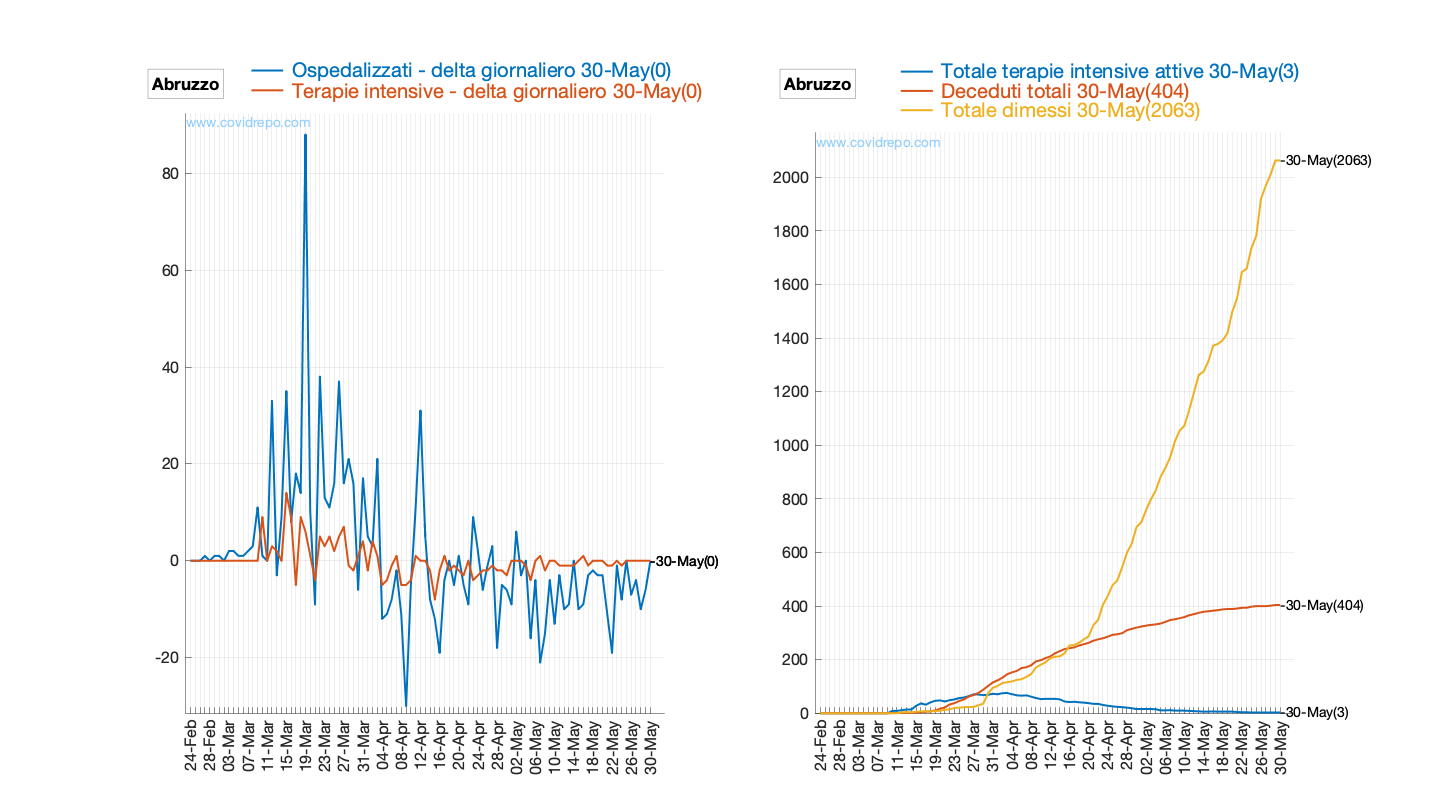 Abruzzo
Ospedalizzati - delta giornaliero 30-May(0)
Terapie intensive - delta giornaliero 30-May(0)
www.covidrepo.com
80
60
40
20
0
-20
30-May(0)
24-Feb
28-Feb
03-Mar
07-Mar
11-Mar
15-Mar
19-Mar
23-Mar
27-Mar
31-Mar
04-Apr
08-Apr
12-Apr
16-Apr
20-Apr
24-Apr
28-Apr
02-May
06-May
10-May
14-May
18-May
22-May
26-May
30-May
Abruzzo
Totale terapie intensive attive 30-May(3)
Deceduti totali 30-May(404)
Totale dimessi 30-May(2063)
www.covidrepo.com
2000
1800
1600
1400
1200
1000
800
600
400
200
0
30-May(2063)
30-May(404)
30-May(3)
24-Feb
28-Feb
03-Mar
07-Mar
11-Mar
15-Mar
19-Mar
23-Mar
27-Mar
31-Mar
04-Apr
08-Apr
12-Apr
16-Apr
20-Apr
24-Apr
28-Apr
02-May
06-May
10-May
14-May
18-May
22-May
26-May
30-May